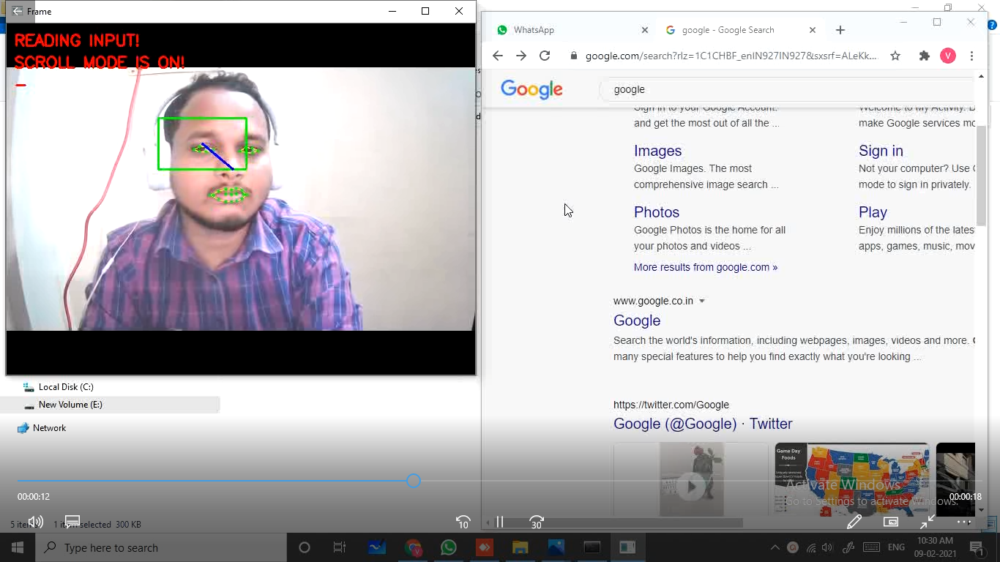 Frame
READING INPUT!
SCROLL MODE IS ON!
WhatsApp
google - Google Search
google.com/search?rlz=1C1CHBF_enIN927IN927&sxsrf=ALeKk...
V
Google
google
Sign in to your Google Account.
and get the most out of all the ...
Welcome to My Activity. D
make Google services mo
Images
Google Images. The most
comprehensive image search ...
Sign in
Not your computer? Use G
mode to sign in privately.
Photos
Google Photos is the home for all
your photos and videos ...
Play
Enjoy millions of the lates
apps, games, music, mov
More results from google.com »
www.google.co.in
Google
Search the world's information, including webpages, images, videos and more.
many special features to help you find exactly what you're looking ...
https://twitter.com/Google
Google (@Google) · Twitter
Game Day
Foods
Activate Windows
Go to Settings to activate Windows.
Local Disk (C:)
New Volume (E:)
Network
00:00:12
00:00:18
5 items
1 item selected 300 KB
10
30
Type here to search
V
ENG
10:30 AM
09-02-2021
1